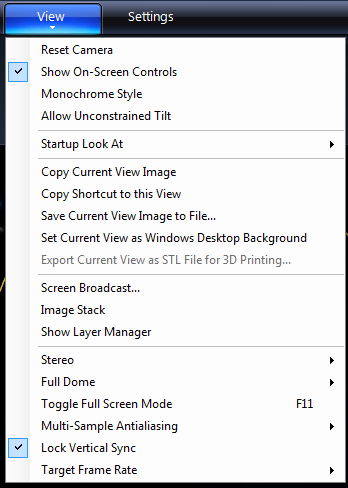 View Settings
Reset Camera
Show On-Screen Controls
Monochrome Style
Allow Unconstrained Tilt
Startup Look At
Copy Current View Image
Copy Shortcut to this View
Save Current View Image to File...
Set Current View as Windows Desktop Background
Export Current View as STL File for 3D Printing...
Screen Broadcast...
Image Stack
Show Layer Manager
Stereo
Full Dome
Toggle Full Screen Mode F11
Multi-Sample Antialiasing
Lock Vertical Sync
Target Frame Rate